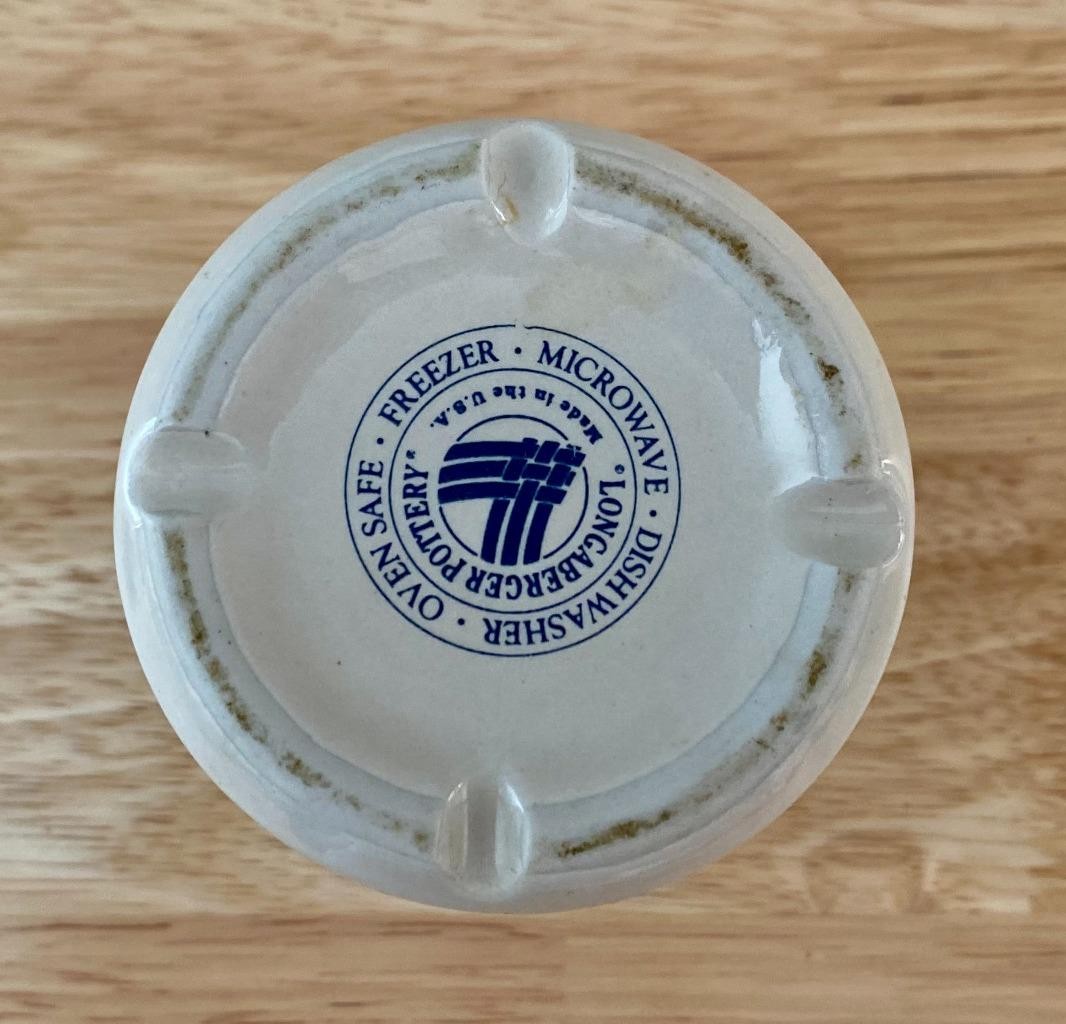 OVEN SAFE • FREEZER • MICROWAVE • DISHWASHER •
LONGABERGER POTTERY®
Made in the U.S.A.